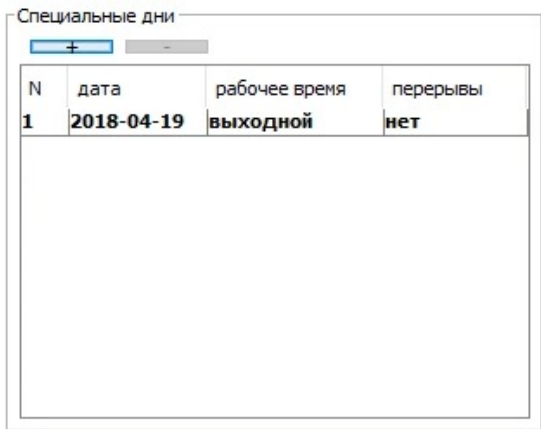 Специальные дни
+ -
N дата рабочее время перерывы
1 2018-04-19 выходной нет